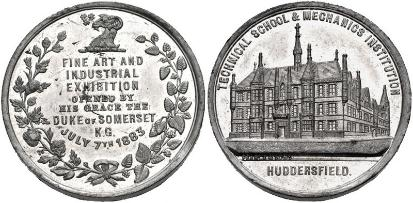 FINE ART AND
INDUSTRIAL
EXHIBITION
OPENED BY
HIS GRACE THE
DUKE OF SOMERSET
K.G.
JULY 7TH 1883
TECHNICAL SCHOOL & MECHANICS INSTITUTION
HUDDERSFIELD.